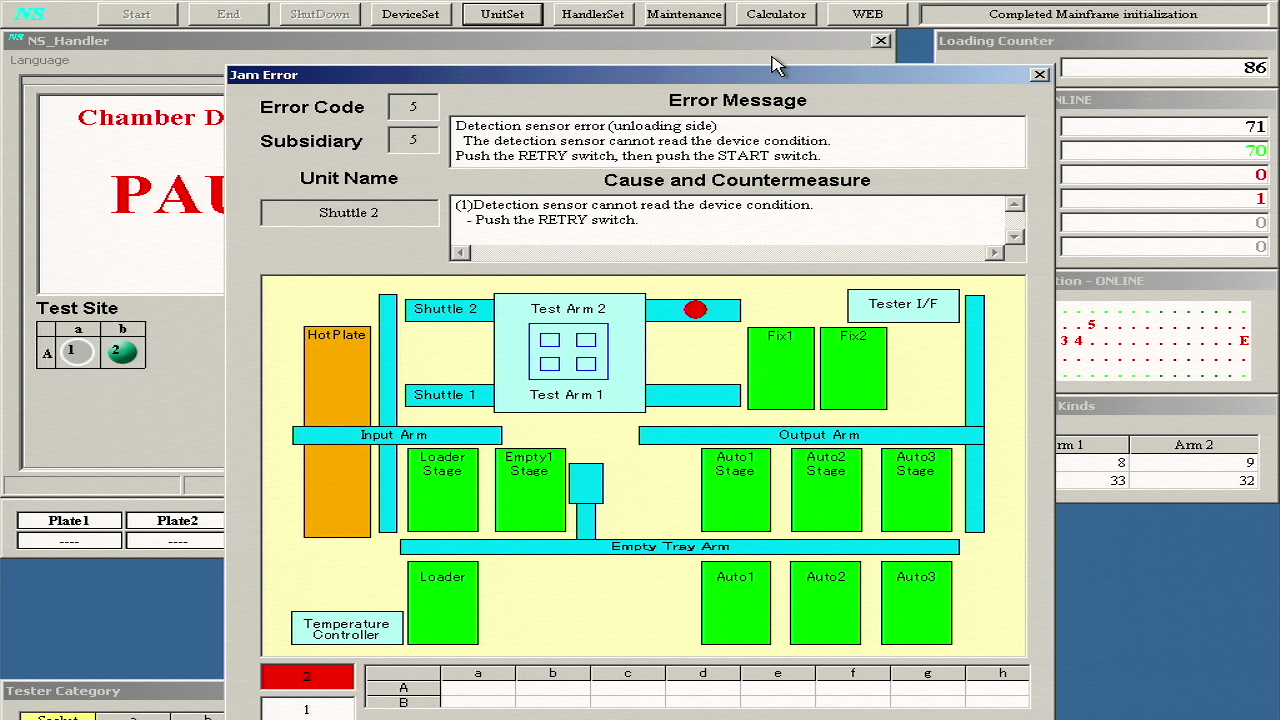 NS Start End ShutDown DeviceSet UnitSet HandlerSet Maintenance Calculator WEB Completed Mainframe initialization
NS NS_Handler
Loading Counter
Language
86
Jam Error
NLINE
Chamber D
PAU
Error Code 5
Subsidiary 5
Error Message
Detection sensor error (unloading side)
The detection sensor cannot read the device condition.
Push the RETRY switch, then push the START switch.
Unit Name
Shuttle 2
Cause and Countermeasure
(1)Detection sensor cannot read the device condition.
- Push the RETRY switch.
71
70
0
1
0
0
tion - ONLINE
5
3 4 E
Kinds
rm 1 Arm 2
8 9
33 32
Test Site
a b
A 1 2
Plate1 Plate2
---- ----
Shuttle 2
Test Arm 2
Tester I/F
HotPlate
Fix1 Fix2
Shuttle 1
Test Arm 1
Input Arm
Output Arm
Loader Stage
Empty1 Stage
Auto1 Stage
Auto2 Stage
Auto3 Stage
Empty Tray Arm
Loader
Auto1 Auto2 Auto3
Temperature Controller
2
1
a b c d e f g h
A
B
Tester Category
Socket a b